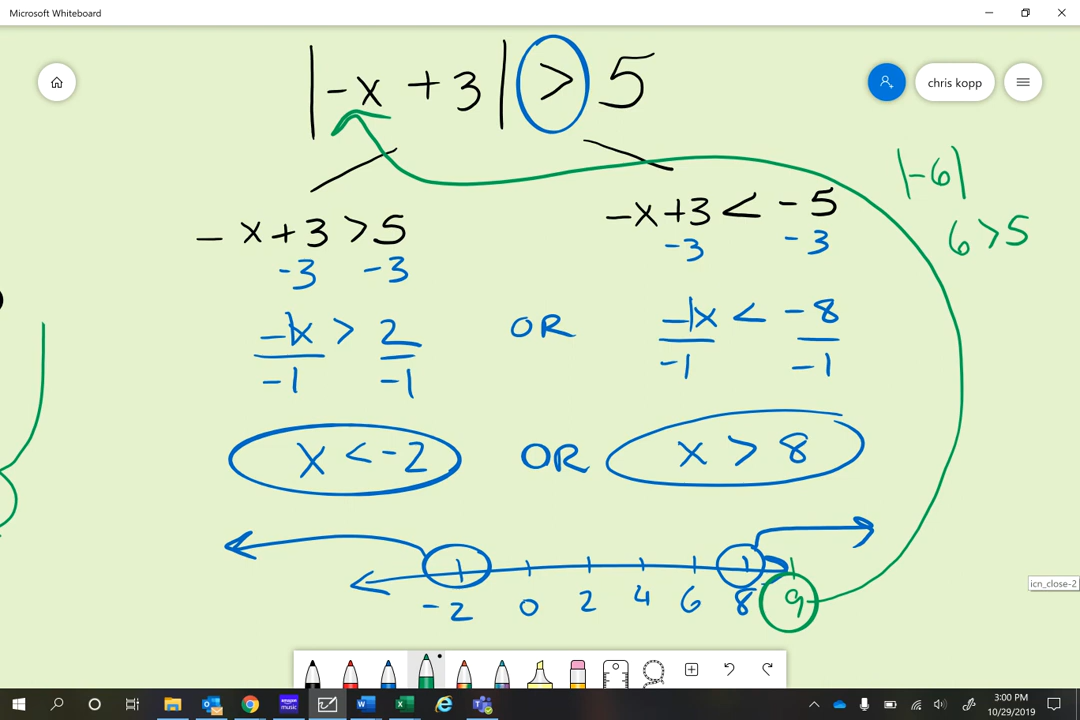 Microsoft Whiteboard
chris kopp
|-x + 3| > 5
|-6|
6 > 5
-x + 3 > 5
-3 -3
-x + 3 < -5
-3 -3
-1x > 2
-1 -1
OR
-1x < -8
-1 -1
x < -2 OR x > 8
-2 0 2 4 6 8 9
icn_close-2
3:00 PM
10/29/2019